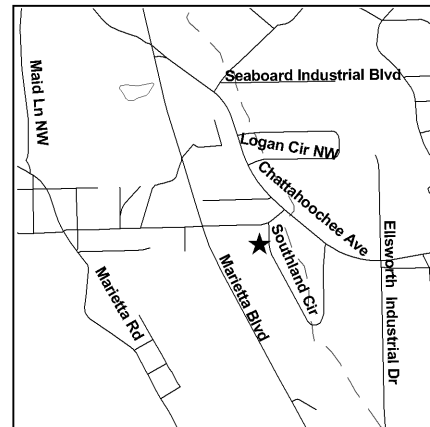 Seaboard Industrial Blvd
Maid Ln NW
Logan Cir NW
Chattahoochee Ave
Ellsworth Industrial Dr
Southland Cir
Marietta Blvd
Marietta Rd